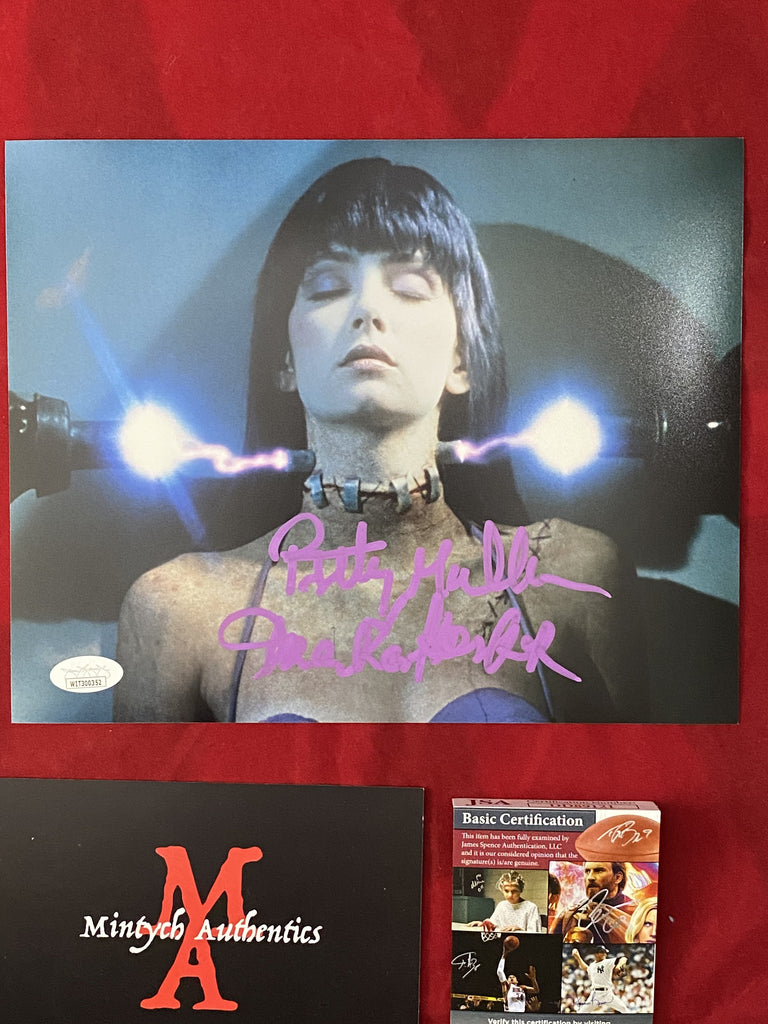 Patty Mullen
WIT300352
JSA
Basic Certification
This item has been fully examined by
James Spence Authentication, LLC
and it is our considered opinion that the
signature(s) is/are genuine.
M
Mintych Authentics
A
Verify this certification by visiting